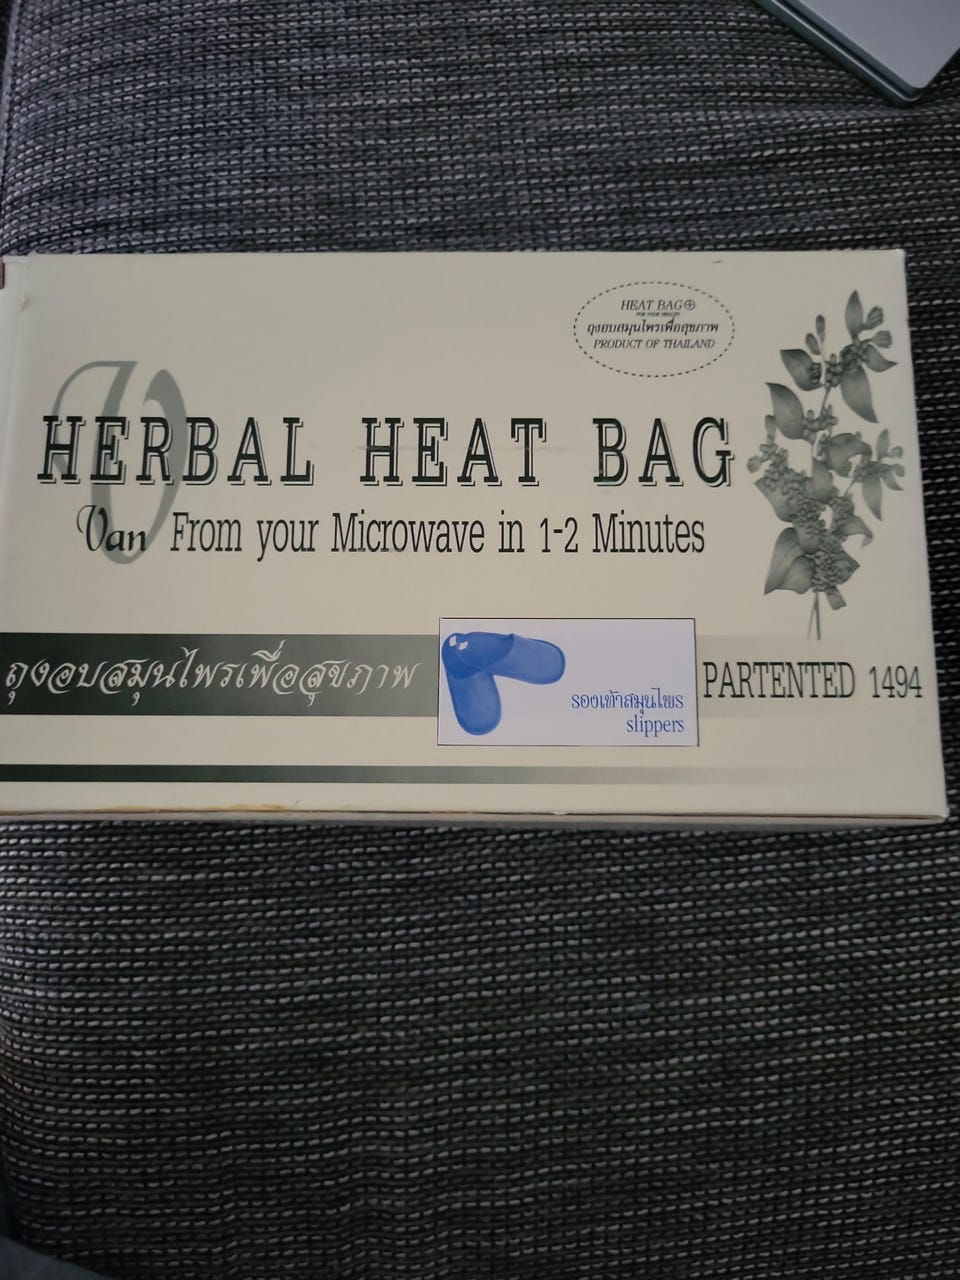 HEAT BAG
FOR YOUR HEALTH
ถุงอบสมุนไพรเพื่อสุขภาพ
PRODUCT OF THAILAND
V
HERBAL HEAT BAG
Van From your Microwave in 1-2 Minutes
ถุงอบสมุนไพรเพื่อสุขภาพ
รองเท้าสมุนไพร
slippers
PARTENTED 1494